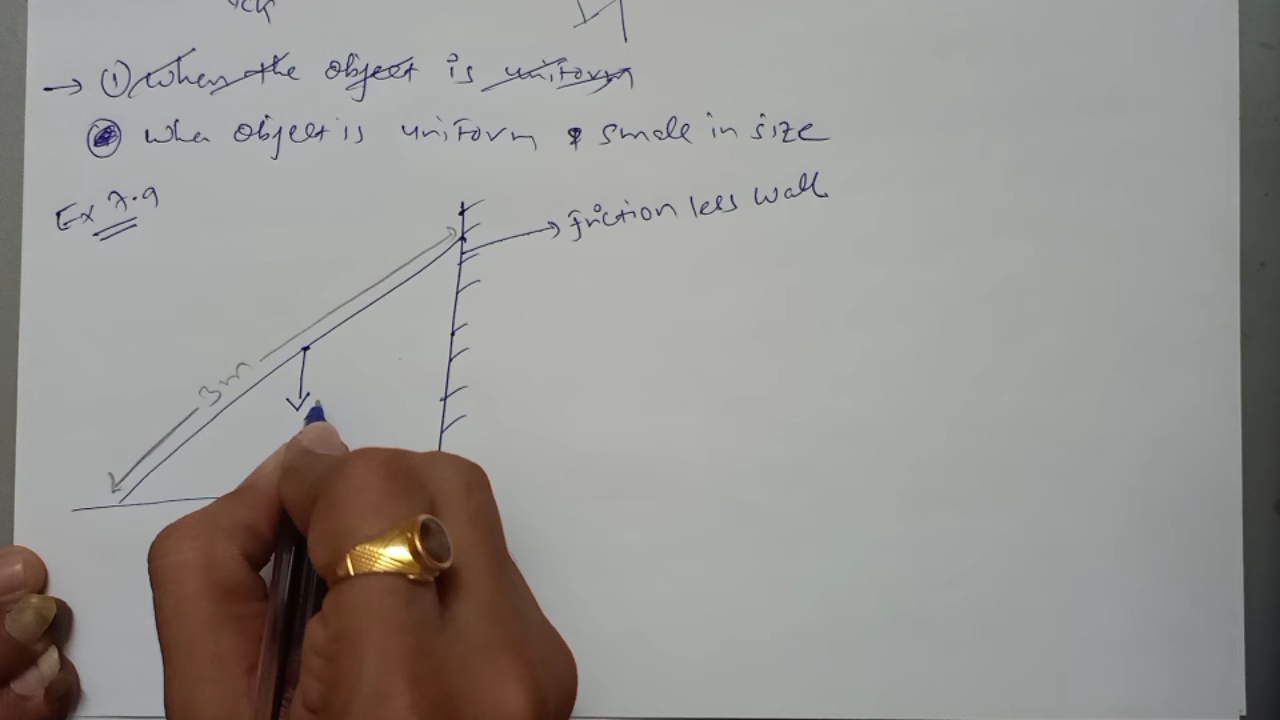 → ① When the object is uniform
when object is uniform & small in size
Ex 7.9
→ friction less wall
3m